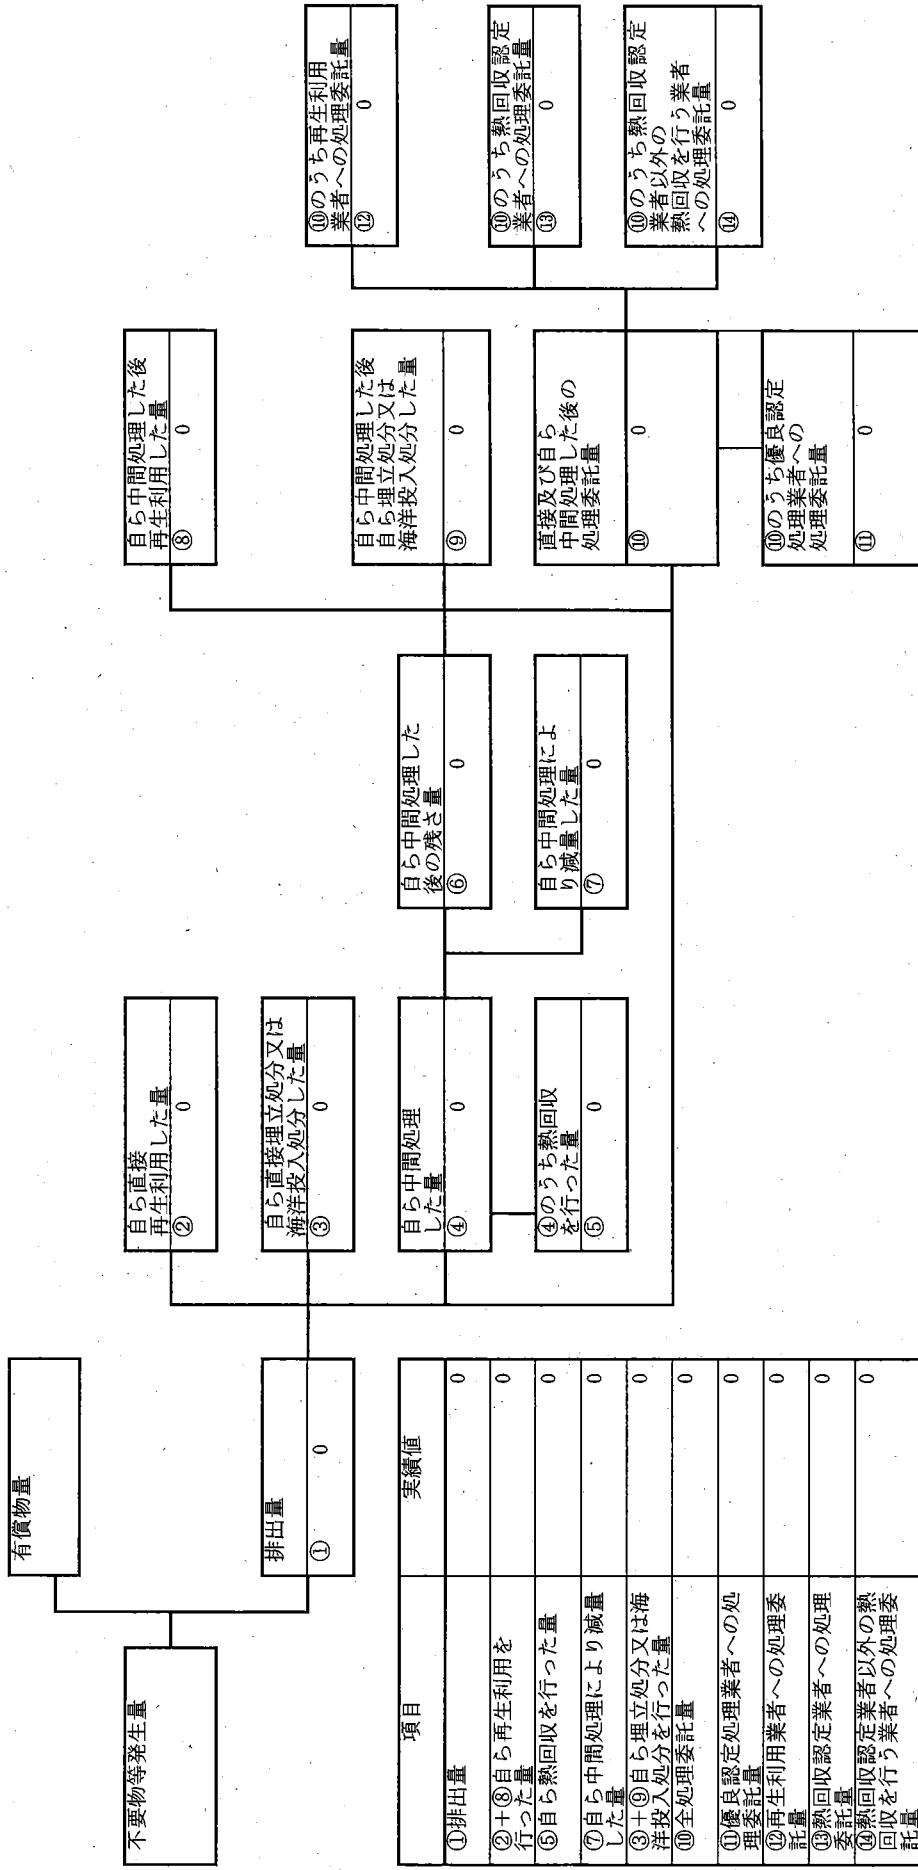 不要物等発生量
有償物量
排出量
① 0
自ら直接
再生利用した量
② 0
自ら直接埋立処分又は
海洋投入処分した量
③ 0
自ら中間処理
した量
④ 0
④のうち熱回収
を行った量
⑤ 0
自ら中間処理した
後の残さ量
⑥ 0
自ら中間処理によ
り減量した量
⑦ 0
自ら中間処理した後
再生利用した量
⑧ 0
自ら中間処理した後
自ら埋立処分又は
海洋投入処分した量
⑨ 0
直接及び自ら
中間処理した後の
処理委託量
⑩ 0
⑩のうち優良認定
処理業者への
処理委託量
⑪ 0
⑩のうち再生利用
業者への処理委託量
⑫ 0
⑩のうち熱回収認定
業者への処理委託量
⑬ 0
⑩のうち熱回収認定
業者以外の
熱回収を行う業者
への処理委託量
⑭ 0
項目 実績値
①排出量 0
②+⑧自ら再生利用を
行った量 0
⑤自ら熱回収を行った量 0
⑦自ら中間処理により減量
した量 0
③+⑨自ら埋立処分又は海
洋投入処分を行った量 0
⑩全処理委託量 0
⑪優良認定処理業者への処
理委託量 0
⑫再生利用業者への処理委
託量 0
⑬熱回収認定業者への処理
委託量 0
⑭熱回収認定業者以外の熱
回収を行う業者への処理委
託量 0